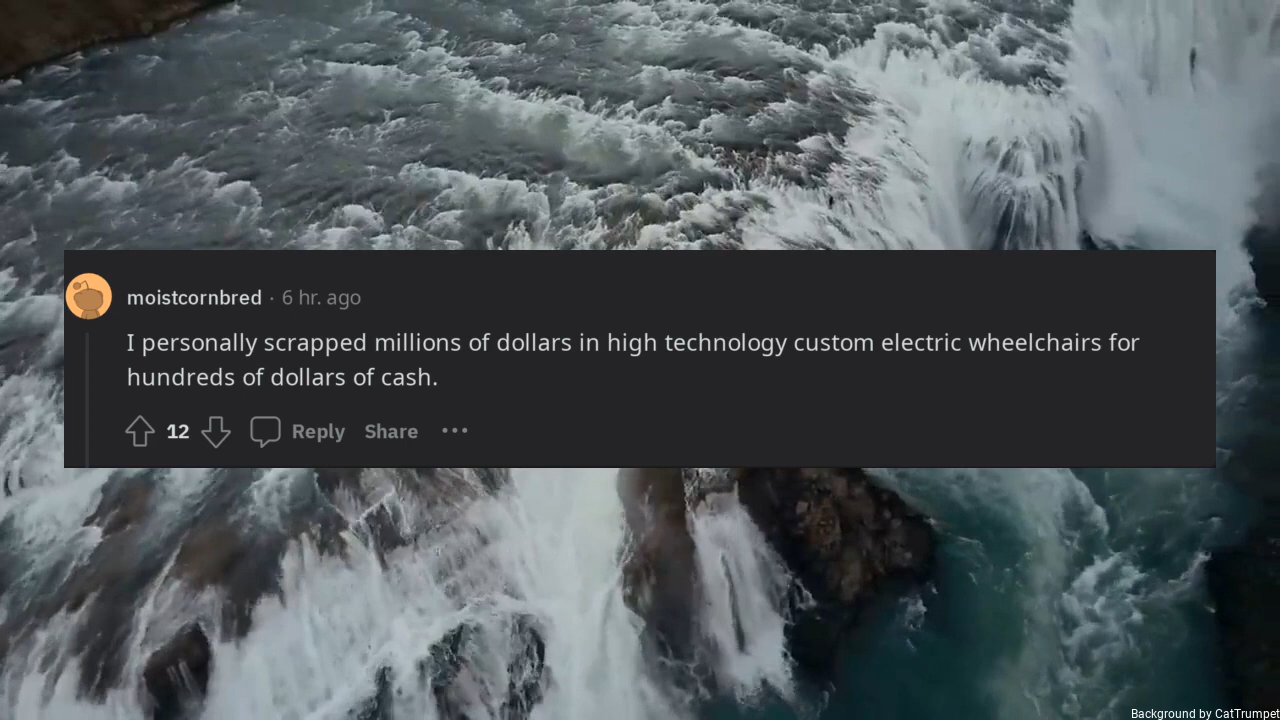 moistcornbred · 6 hr. ago
I personally scrapped millions of dollars in high technology custom electric wheelchairs for
hundreds of dollars of cash.
12 Reply Share ...
Background by CatTrumpet